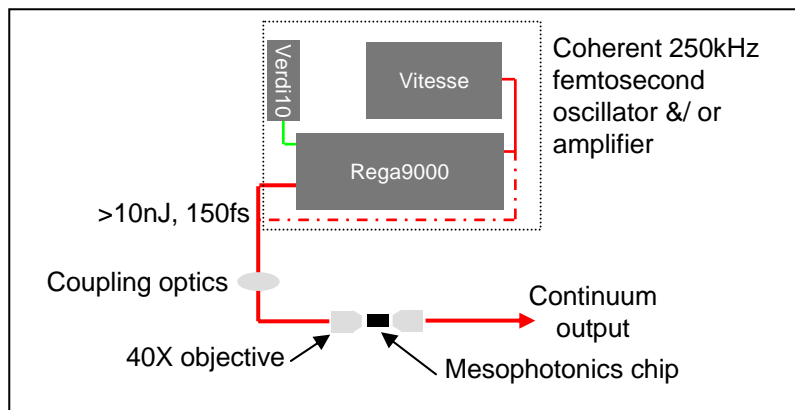 Verdi10
Vitesse
Rega9000
Coherent 250kHz
femtosecond
oscillator &/ or
amplifier
>10nJ, 150fs
Coupling optics
40X objective
Mesophotonics chip
Continuum
output